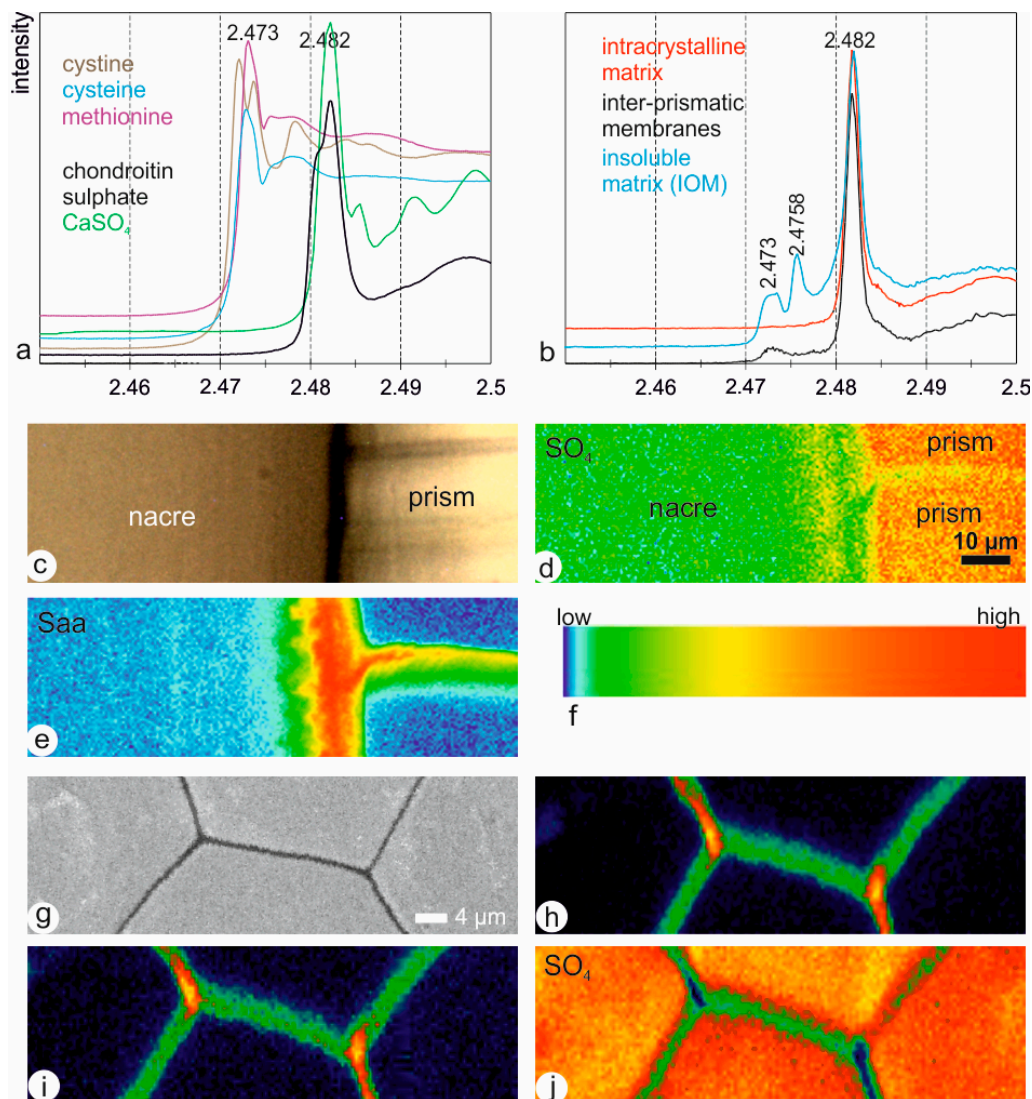 intensity
2.473
2.482
cystine
cysteine
methionine
chondroitin
sulphate
CaSO₄
a
2.46
2.47
2.48
2.49
2.5
2.482
intracrystalline
matrix
inter-prismatic
membranes
insoluble
matrix (IOM)
2.473
2.4758
b
2.46
2.47
2.48
2.49
2.5
nacre
prism
c
SO₄
nacre
prism
prism
10 µm
d
Saa
e
low
high
f
g
4 µm
h
i
SO₄
j